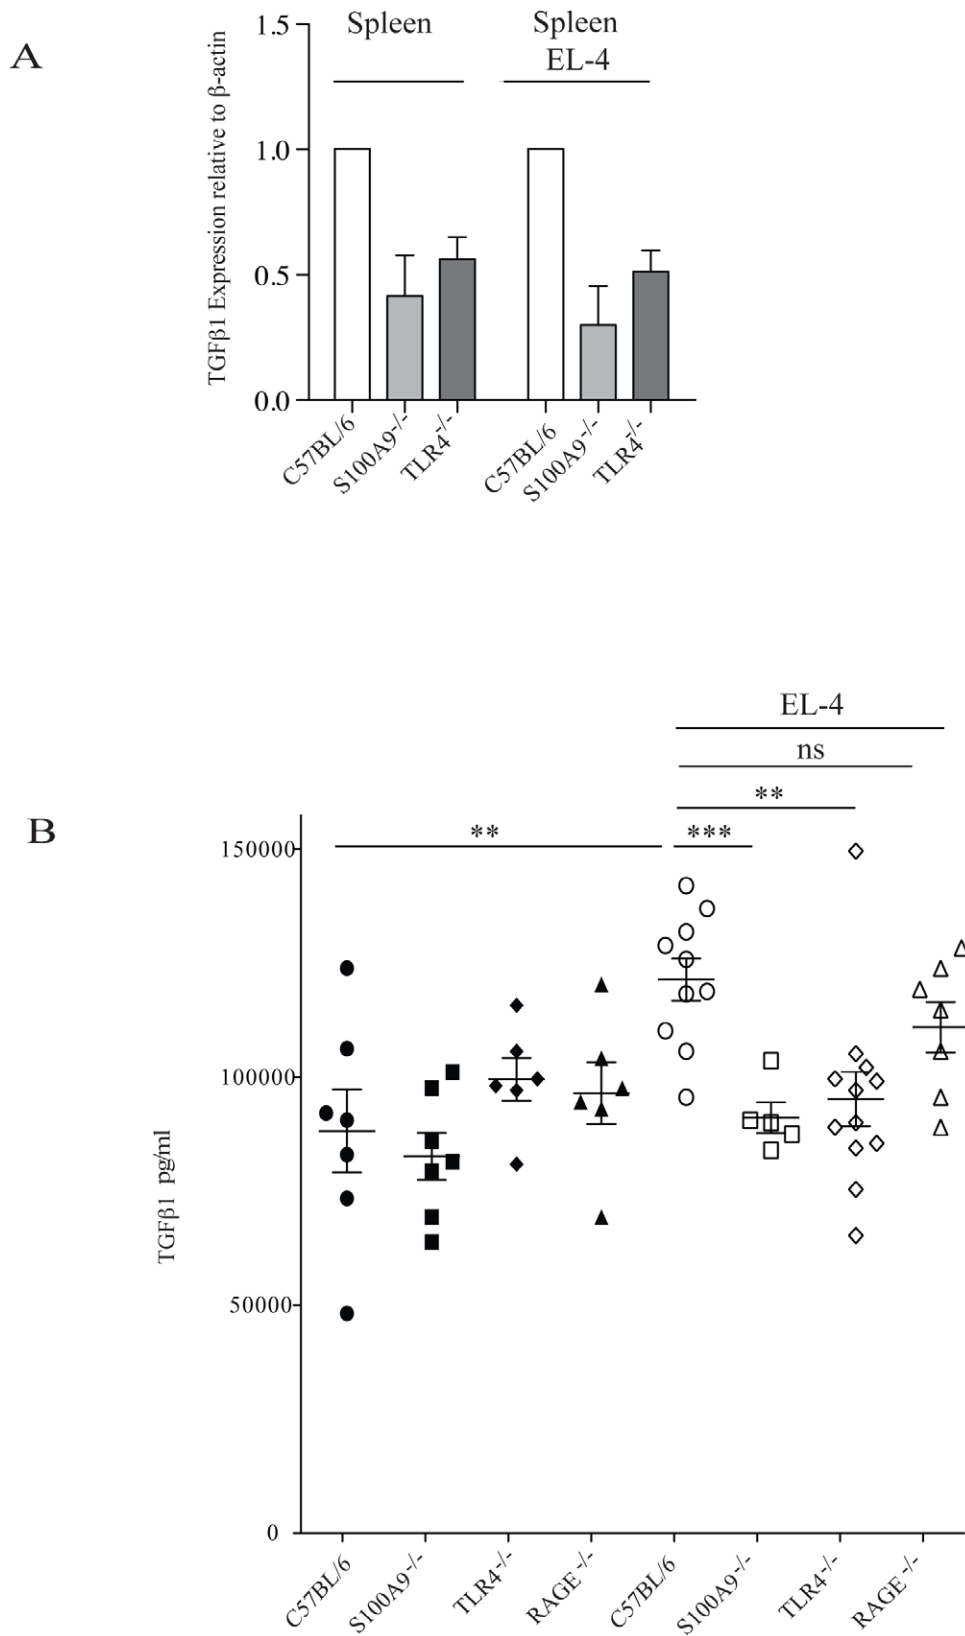 A
Spleen
Spleen
EL-4
TGFβ1 Expression relative to β-actin
1.5
1.0
0.5
0.0
C57BL/6
S100A9-/-
TLR4-/-
C57BL/6
S100A9-/-
TLR4-/-
B
EL-4
ns
**
**
***
TGFβ1 pg/ml
150000
100000
50000
0
C57BL/6
S100A9-/-
TLR4-/-
RAGE-/-
C57BL/6
S100A9-/-
TLR4-/-
RAGE-/-